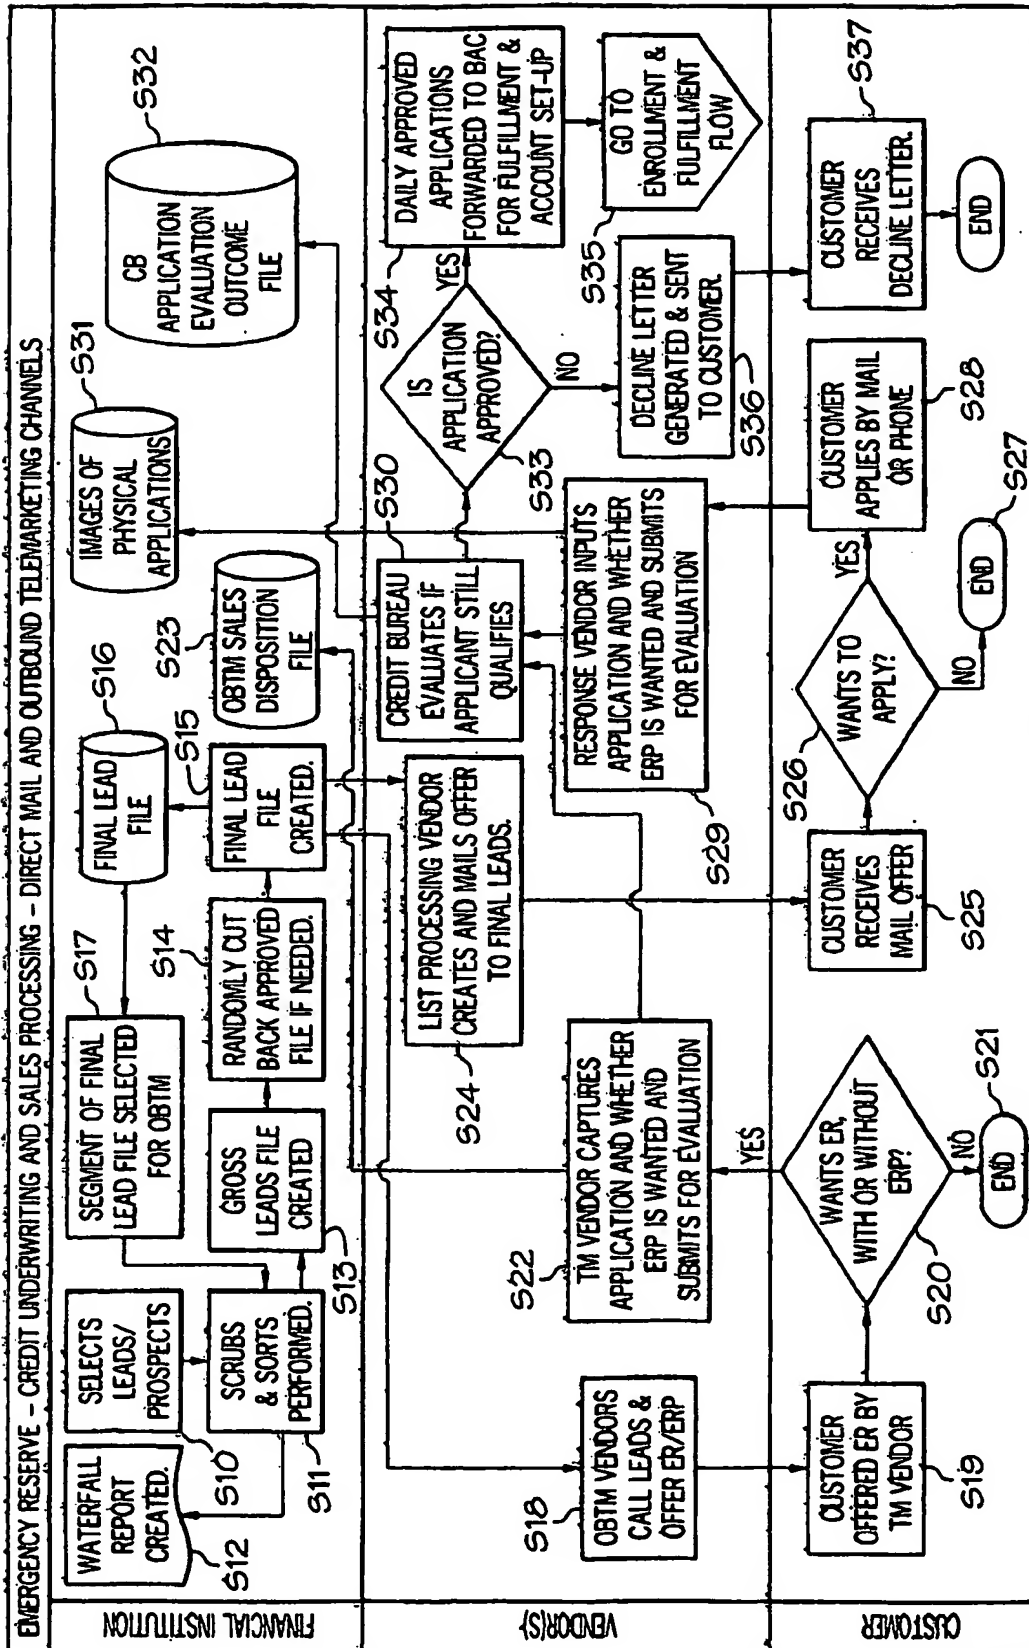 EMERGENCY RESERVE – CREDIT UNDERWRITING AND SALES PROCESSING – DIRECT MAIL AND OUTBOUND TELEMARKETING CHANNELS
FINANCIAL INSTITUTION
WATERFALL
REPORT
CREATED.
S12
SELECTS
LEADS/
PROSPECTS
S10
SCRUBS
& SORTS
PERFORMED.
S11
SEGMENT OF FINAL
LEAD FILE SELECTED
FOR OBTM
S17
GROSS
LEADS FILE
CREATED
S13
RANDOMLY CUT
BACK APPROVED
FILE IF NEEDED.
S14
FINAL LEAD
FILE
S16
FINAL LEAD
FILE
CREATED.
S15
OBTM SALES
DISPOSITION
FILE
S23
IMAGES OF
PHYSICAL
APPLICATIONS
S31
CB
APPLICATION
EVALUATION
OUTCOME
FILE
S32
VENDOR(S)
OBTM VENDORS
CALL LEADS &
OFFER ER/ERP
S18
TM VENDOR CAPTURES
APPLICATION AND WHETHER
ERP IS WANTED AND
SUBMITS FOR EVALUATION
S22
LIST PROCESSING VENDOR
CREATES AND MAILS OFFER
TO FINAL LEADS.
S24
CREDIT BUREAU
EVALUATES IF
APPLICANT STILL
QUALIFIES
S30
RESPONSE VENDOR INPUTS
APPLICATION AND WHETHER
ERP IS WANTED AND SUBMITS
FOR EVALUATION
S29
IS
APPLICATION
APPROVED?
S33
YES
NO
DAILY APPROVED
APPLICATIONS
FORWARDED TO BAC
FOR FULFILLMENT &
ACCOUNT SET-UP
S34
GO TO
ENROLLMENT &
FULFILLMENT
FLOW
S35
DECLINE LETTER
GENERATED & SENT
TO CUSTOMER.
S36
CUSTOMER
CUSTOMER
OFFERED ER BY
TM VENDOR
S19
WANTS ER,
WITH OR WITHOUT
ERP?
S20
YES
NO
END
S21
CUSTOMER
RECEIVES
MAIL OFFER
S25
WANTS TO
APPLY?
S26
YES
NO
END
S27
CUSTOMER
APPLIES BY MAIL
OR PHONE
S28
CUSTOMER
RECEIVES
DECLINE LETTER.
S37
END